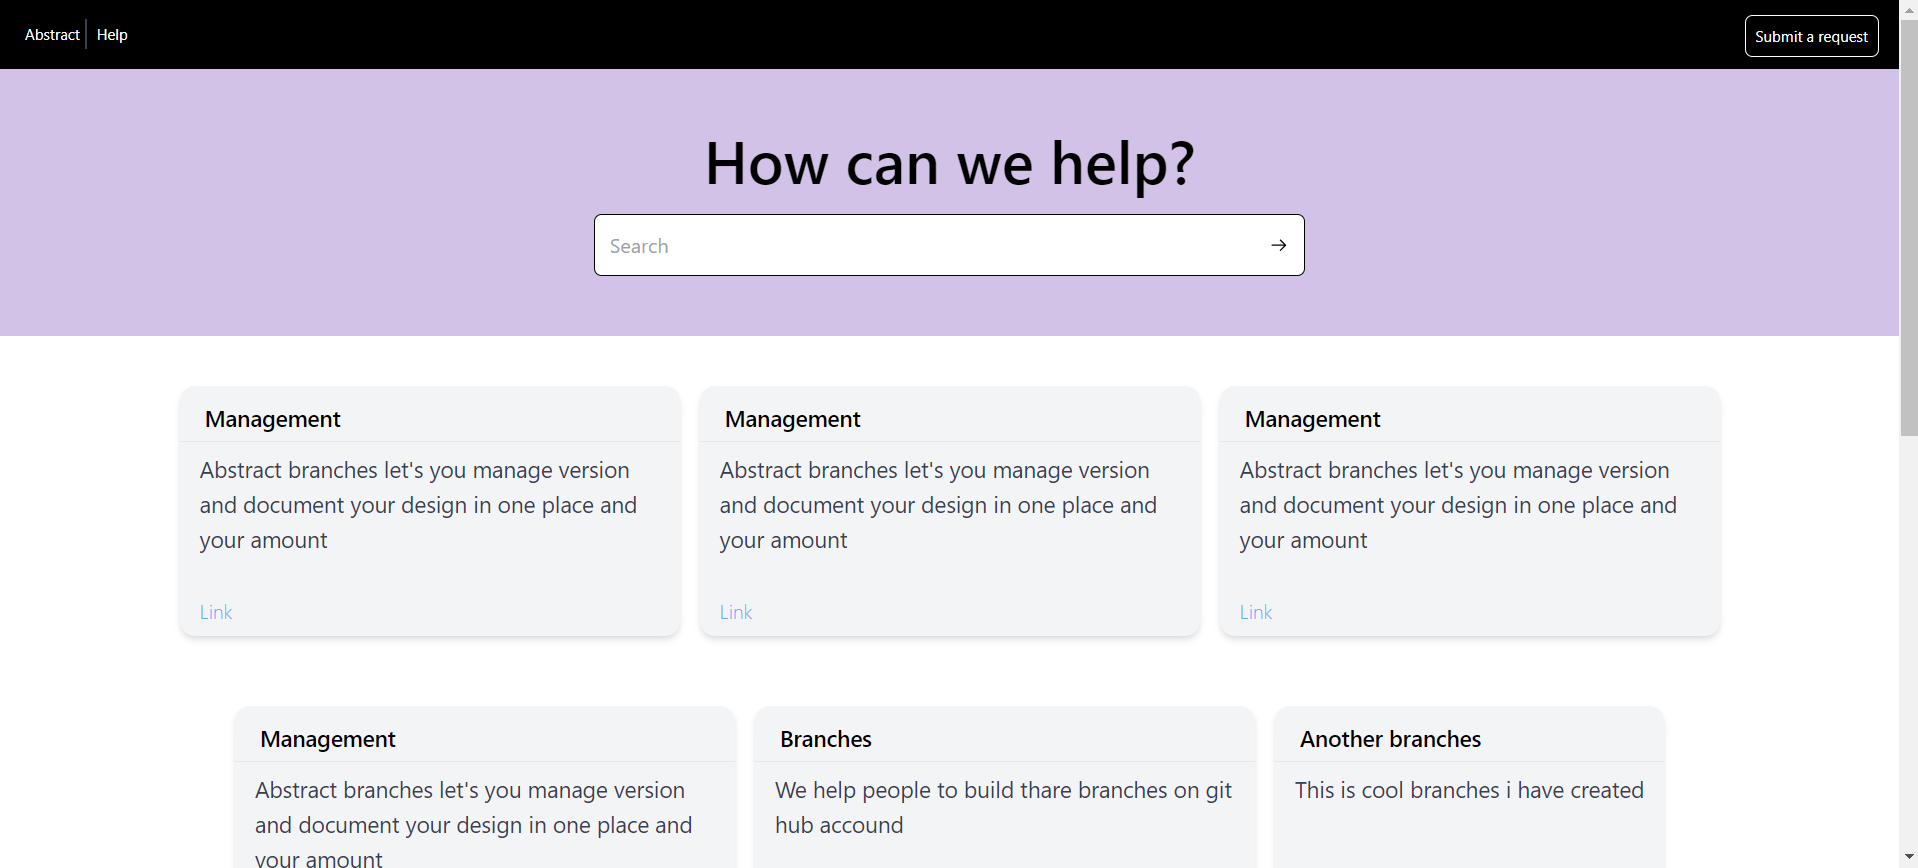 Abstract Help Submit a request
How can we help?
Search
Management
Abstract branches let's you manage version
and document your design in one place and
your amount
Link
Management
Abstract branches let's you manage version
and document your design in one place and
your amount
Link
Management
Abstract branches let's you manage version
and document your design in one place and
your amount
Link
Management
Abstract branches let's you manage version
and document your design in one place and
your amount
Branches
We help people to build thare branches on git
hub accound
Another branches
This is cool branches i have created